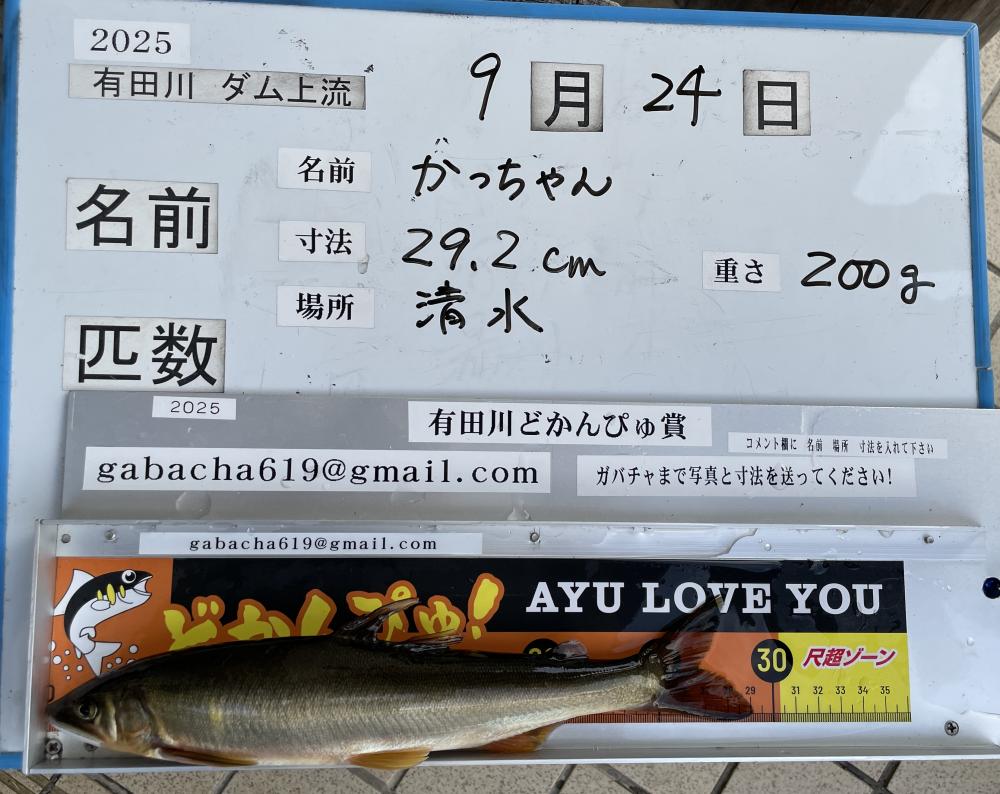 2025
有田川 ダム上流
9 月 24 日
名前
名前 かっちゃん
寸法 29.2 cm 重さ 200g
場所 清水
匹数
2025
有田川どかんぴゅ賞
コメント欄に 名前 場所 寸法を入れて下さい
gabacha619@gmail.com
ガバチャまで写真と寸法を送ってください!
gabacha619@gmail.com
どかんぴゅ! AYU LOVE YOU
30 尺超ゾーン
29 31 32 33 34 35